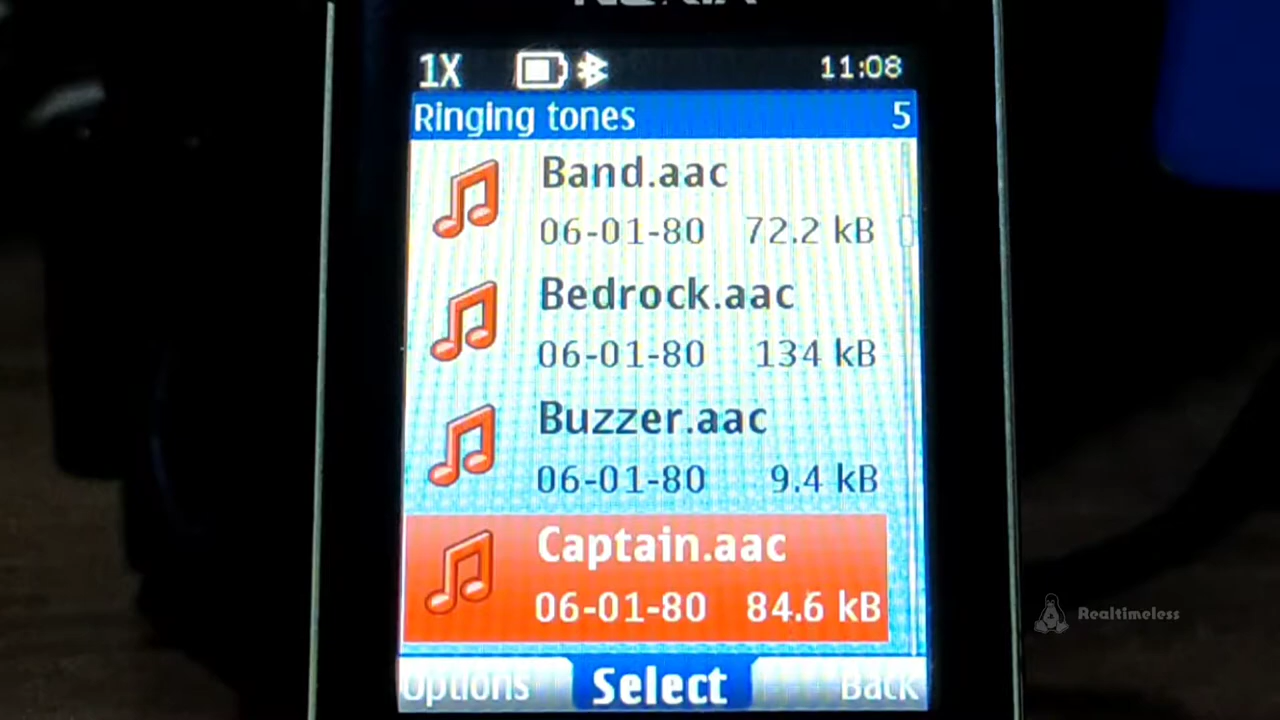 NOKIA
1X 11:08
Ringing tones 5
Band.aac
06-01-80 72.2 kB
Bedrock.aac
06-01-80 134 kB
Buzzer.aac
06-01-80 9.4 kB
Captain.aac
06-01-80 84.6 kB
Options Select Back
Realtimeless